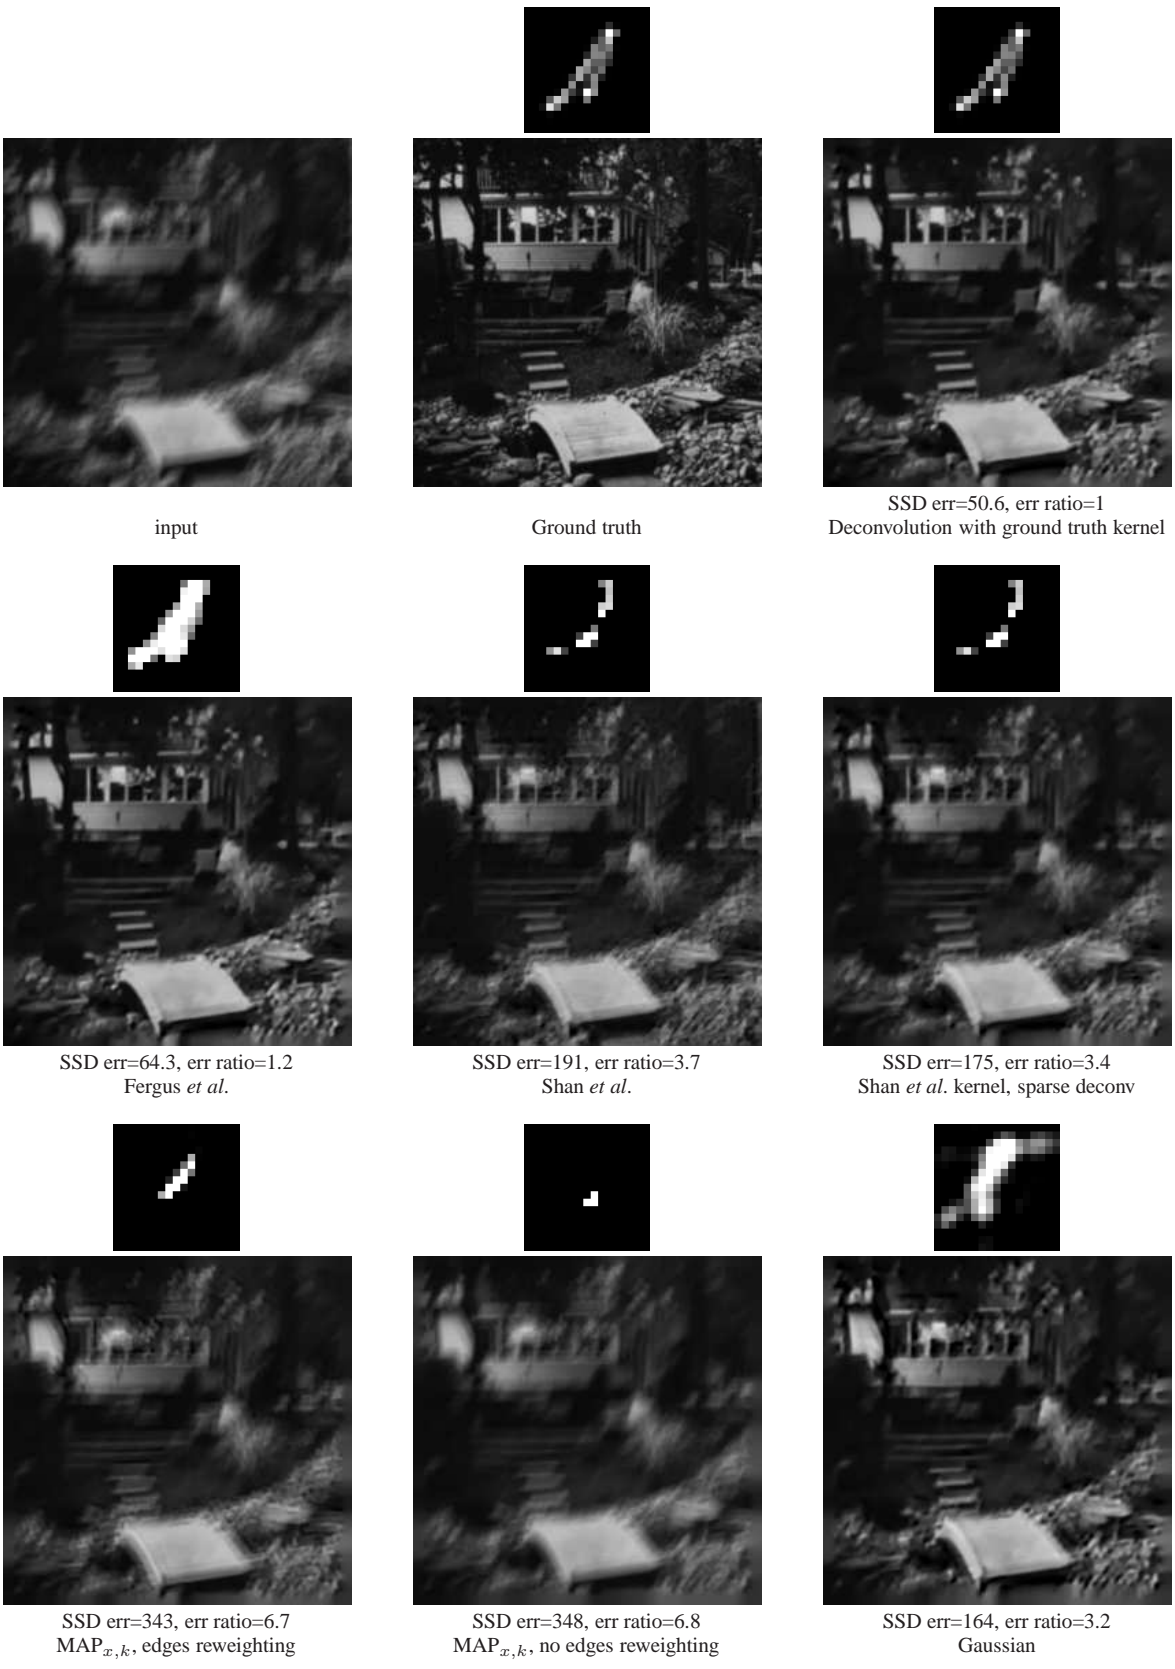 SSD err=50.6, err ratio=1
input
Ground truth
Deconvolution with ground truth kernel
SSD err=64.3, err ratio=1.2
Fergus et al.
SSD err=191, err ratio=3.7
Shan et al.
SSD err=175, err ratio=3.4
Shan et al. kernel, sparse deconv
SSD err=343, err ratio=6.7
MAPx,k, edges reweighting
SSD err=348, err ratio=6.8
MAPx,k, no edges reweighting
SSD err=164, err ratio=3.2
Gaussian